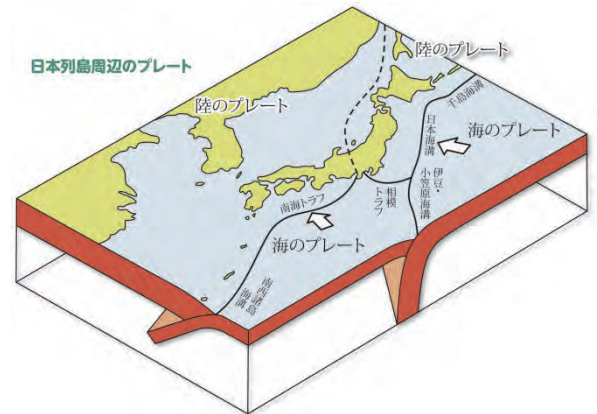 日本列島周辺のプレート
陸のプレート
陸のプレート
千島海溝
日本海溝
海のプレート
伊豆・
小笠原海溝
相模
トラフ
南海トラフ
海のプレート
南西諸島
海溝